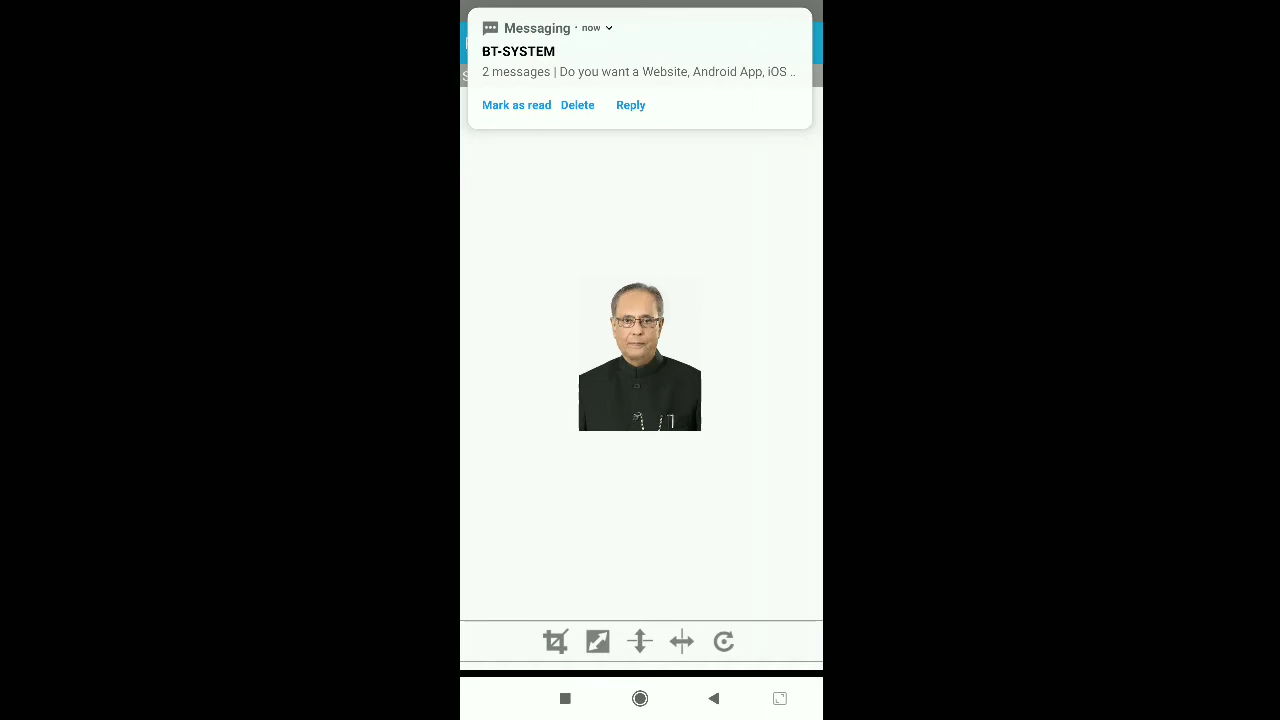 Messaging · now
BT-SYSTEM
2 messages | Do you want a Website, Android App, iOS ..
Mark as read Delete Reply